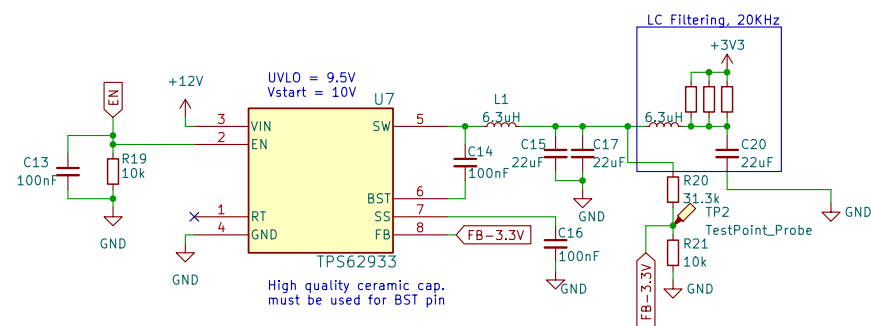 LC Filtering, 20KHz
+3V3
+12V
UVLO = 9.5V
Vstart = 10V
U7
EN
L1
6.3uH
6.3uH
3
VIN
SW
5
2
EN
C13
100nF
R19
10k
C14
100nF
C15
22uF
C17
22uF
C20
22uF
BST
6
1
RT
SS
7
4
GND
FB
8
FB-3.3V
R20
31.3k
TP2
TestPoint_Probe
GND
GND
GND
GND
C16
100nF
R21
10k
TPS62933
High quality ceramic cap.
must be used for BST pin
GND
GND
FB-3.3V